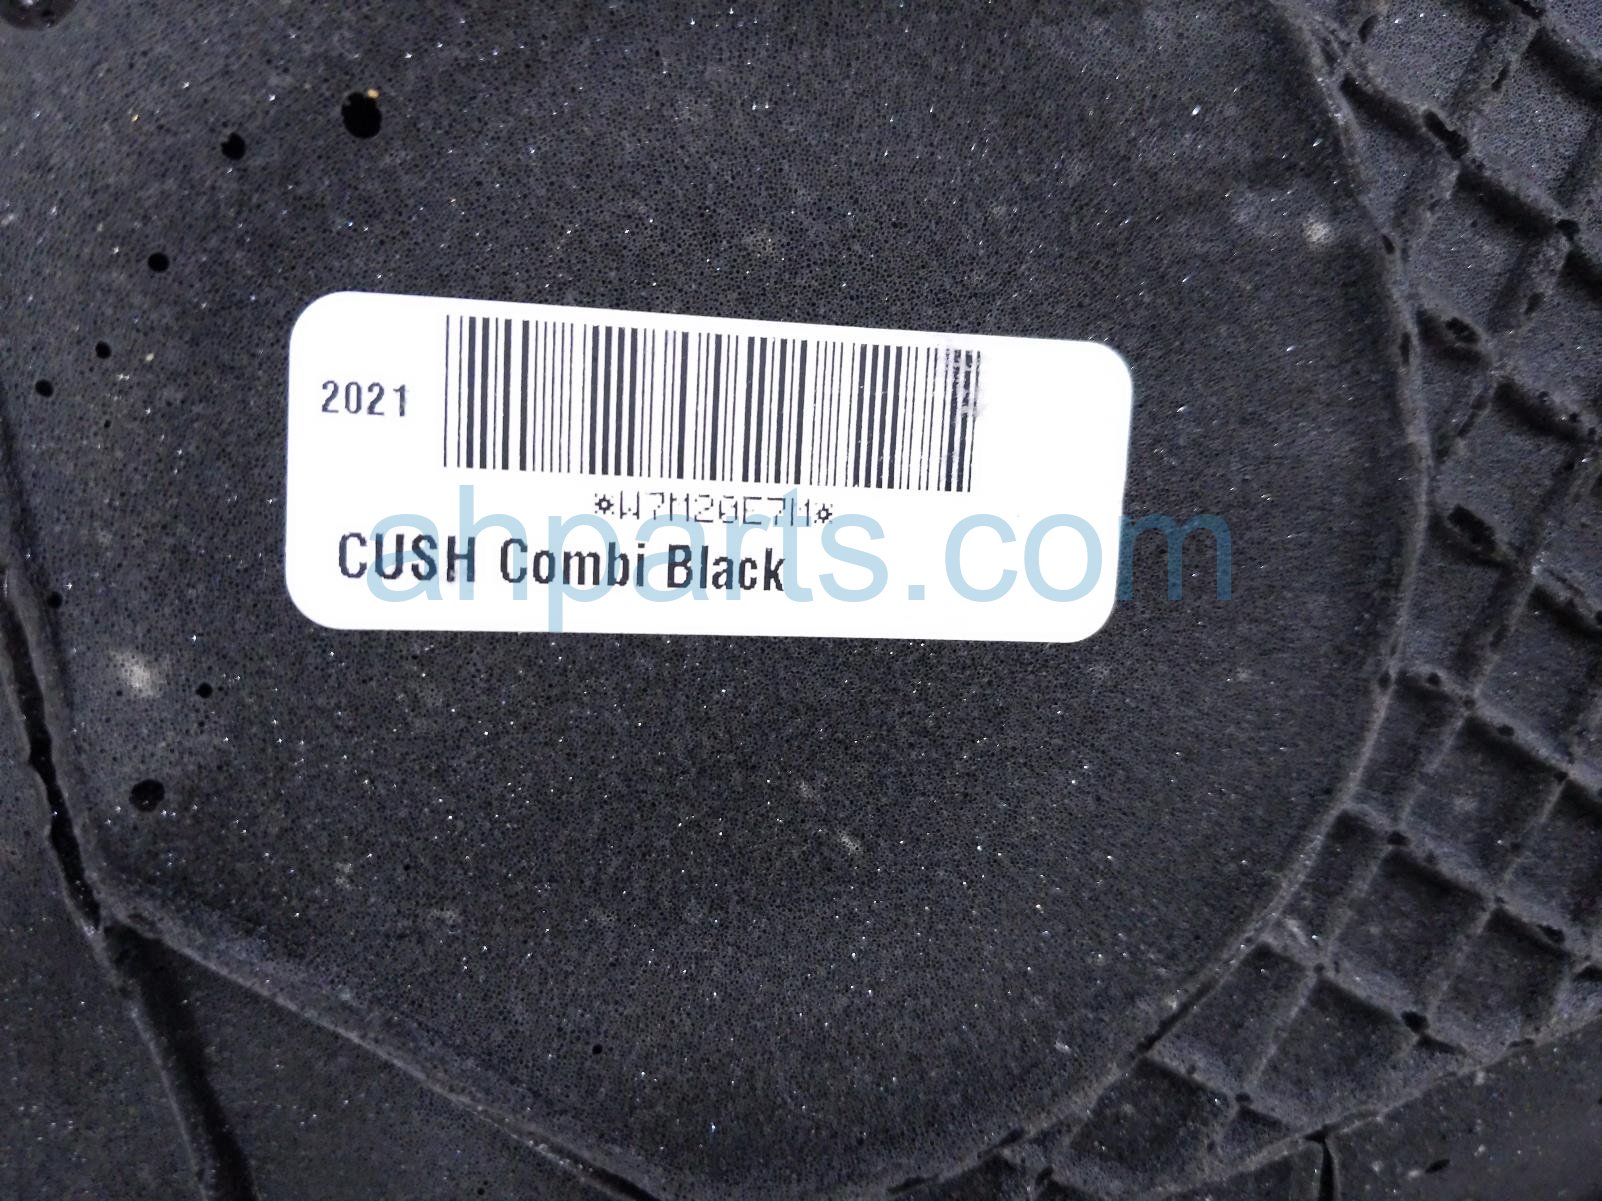 2021
*W7M20E7M*
CUSH Combi Black
ahparts.com